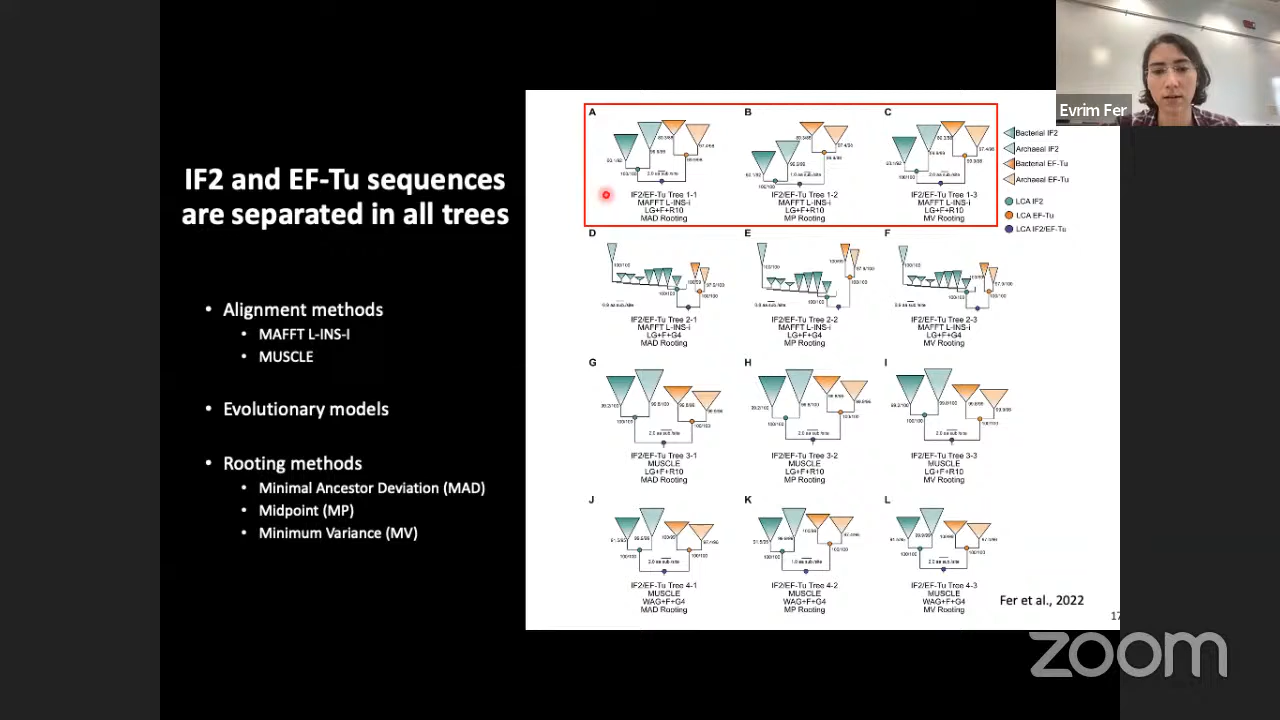 Evrim Fer
IF2 and EF-Tu sequences
are separated in all trees
• Alignment methods
• MAFFT L-INS-I
• MUSCLE
• Evolutionary models
• Rooting methods
• Minimal Ancestor Deviation (MAD)
• Midpoint (MP)
• Minimum Variance (MV)
A
IF2/EF-Tu Tree 1-1
MAFFT L-INS-i
LG+F+R10
MAD Rooting
B
IF2/EF-Tu Tree 1-2
MAFFT L-INS-i
LG+F+R10
MP Rooting
C
IF2/EF-Tu Tree 1-3
MAFFT L-INS-i
LG+F+R10
MV Rooting
Bacterial IF2
Archaeal IF2
Bacterial EF-Tu
Archaeal EF-Tu
LCA IF2
LCA EF-Tu
LCA IF2/EF-Tu
D
IF2/EF-Tu Tree 2-1
MAFFT L-INS-i
LG+F+G4
MAD Rooting
E
IF2/EF-Tu Tree 2-2
MAFFT L-INS-i
LG+F+G4
MP Rooting
F
IF2/EF-Tu Tree 2-3
MAFFT L-INS-i
LG+F+G4
MV Rooting
G
IF2/EF-Tu Tree 3-1
MUSCLE
LG+F+R10
MAD Rooting
H
IF2/EF-Tu Tree 3-2
MUSCLE
LG+F+R10
MP Rooting
I
IF2/EF-Tu Tree 3-3
MUSCLE
LG+F+R10
MV Rooting
J
IF2/EF-Tu Tree 4-1
MUSCLE
WAG+F+G4
MAD Rooting
K
IF2/EF-Tu Tree 4-2
MUSCLE
WAG+F+G4
MP Rooting
L
IF2/EF-Tu Tree 4-3
MUSCLE
WAG+F+G4
MV Rooting
Fer et al., 2022
17
zoom